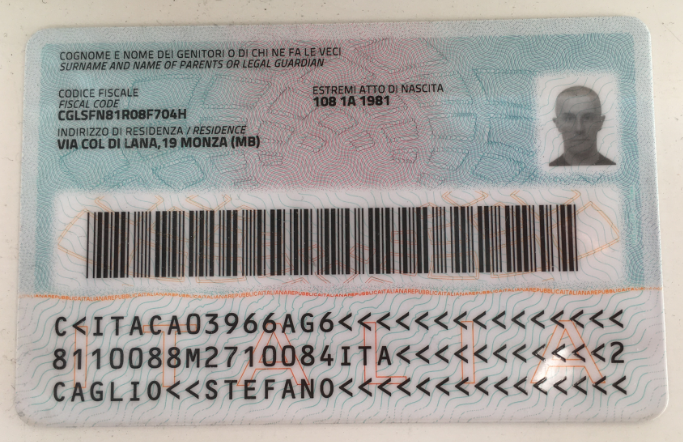 COGNOME E NOME DEI GENITORI O DI CHI NE FA LE VECI
SURNAME AND NAME OF PARENTS OR LEGAL GUARDIAN
CODICE FISCALE
FISCAL CODE
CGLSFN81R08F704H
ESTREMI ATTO DI NASCITA
108 1A 1981
INDIRIZZO DI RESIDENZA / RESIDENCE
VIA COL DI LANA,19 MONZA (MB)
ITALIA
C<ITACA03966AG6<<<<<<<<<<<<<<<
8110088M2710084ITA<<<<<<<<<<<2
CAGLIO<<STEFANO<<<<<<<<<<<<<<<